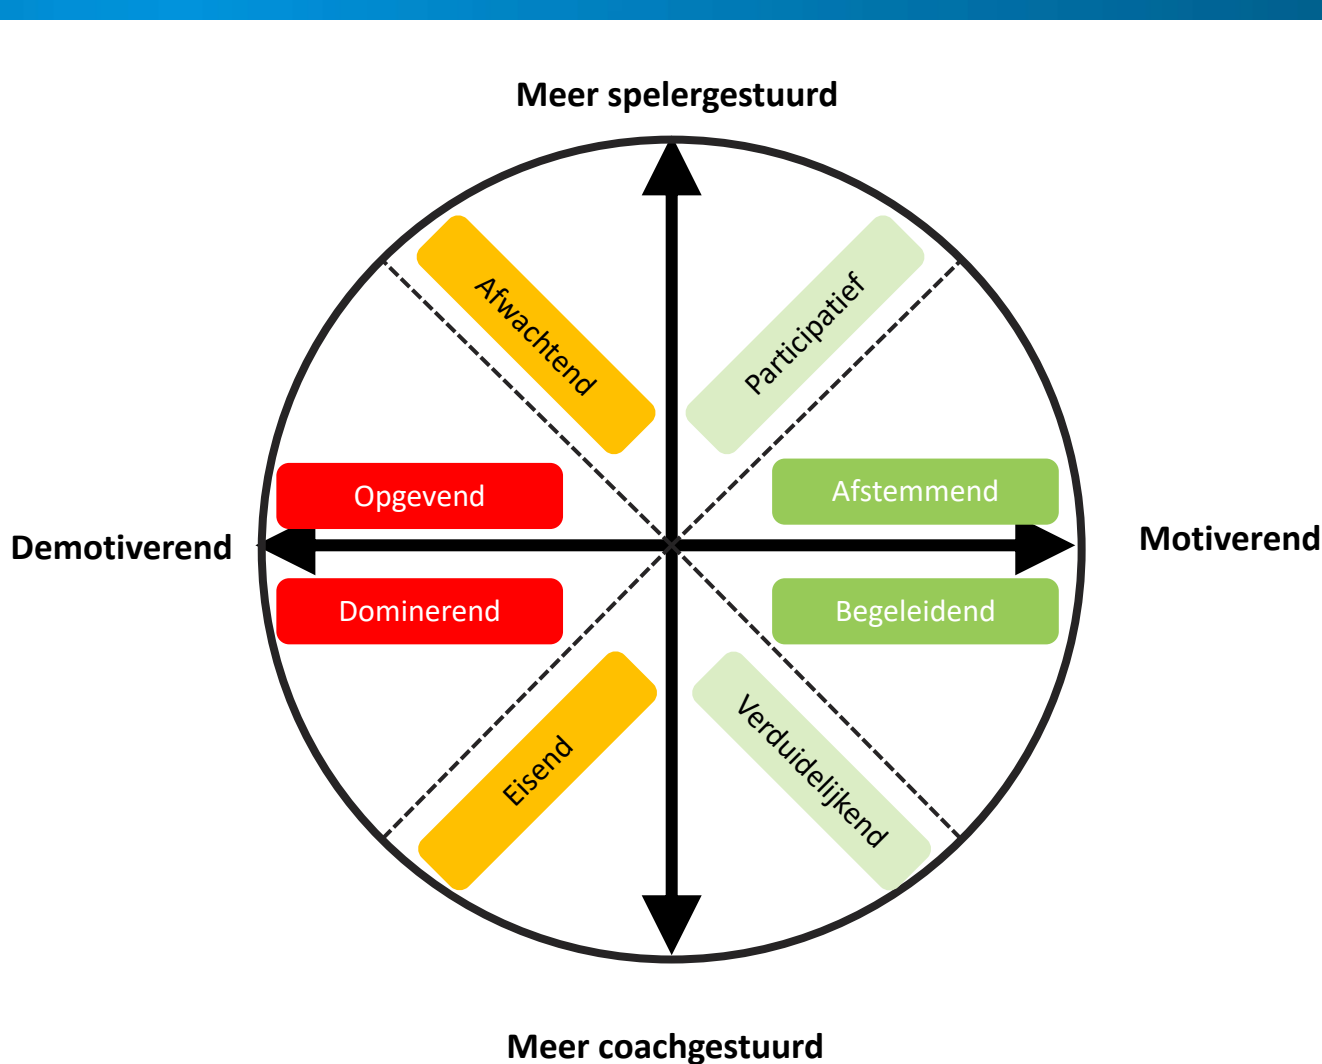 Meer spelergestuurd
Afwachtend
Participatief
Opgevend
Afstemmend
Demotiverend
Motiverend
Dominerend
Begeleidend
Eisend
Verduidelijkend
Meer coachgestuurd